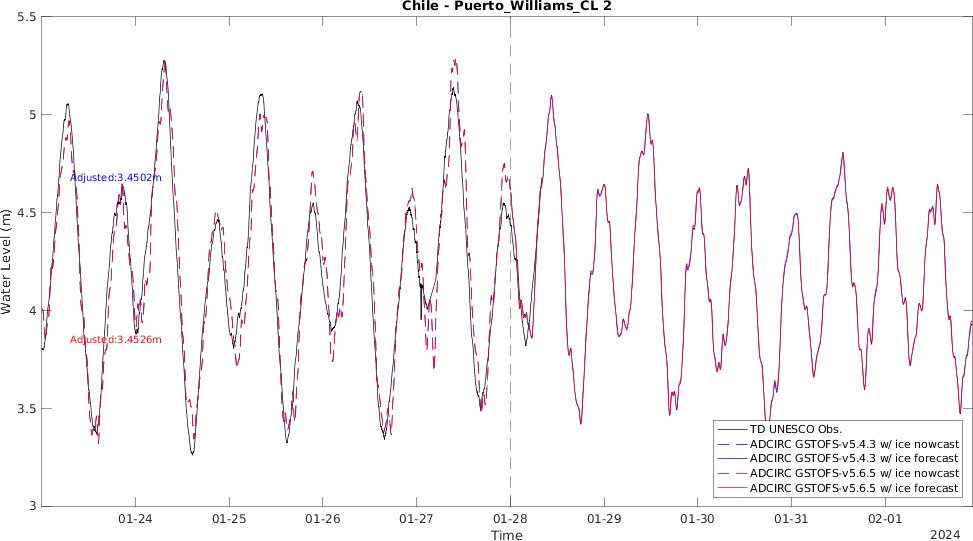 Chile - Puerto_Williams_CL 2
5.5
5
4.5
4
3.5
3
Water Level (m)
Adjusted:3.4502m
Adjusted:3.4526m
TD UNESCO Obs.
ADCIRC GSTOFS-v5.4.3 w/ ice nowcast
ADCIRC GSTOFS-v5.4.3 w/ ice forecast
ADCIRC GSTOFS-v5.6.5 w/ ice nowcast
ADCIRC GSTOFS-v5.6.5 w/ ice forecast
01-24 01-25 01-26 01-27 01-28 01-29 01-30 01-31 02-01
Time
2024